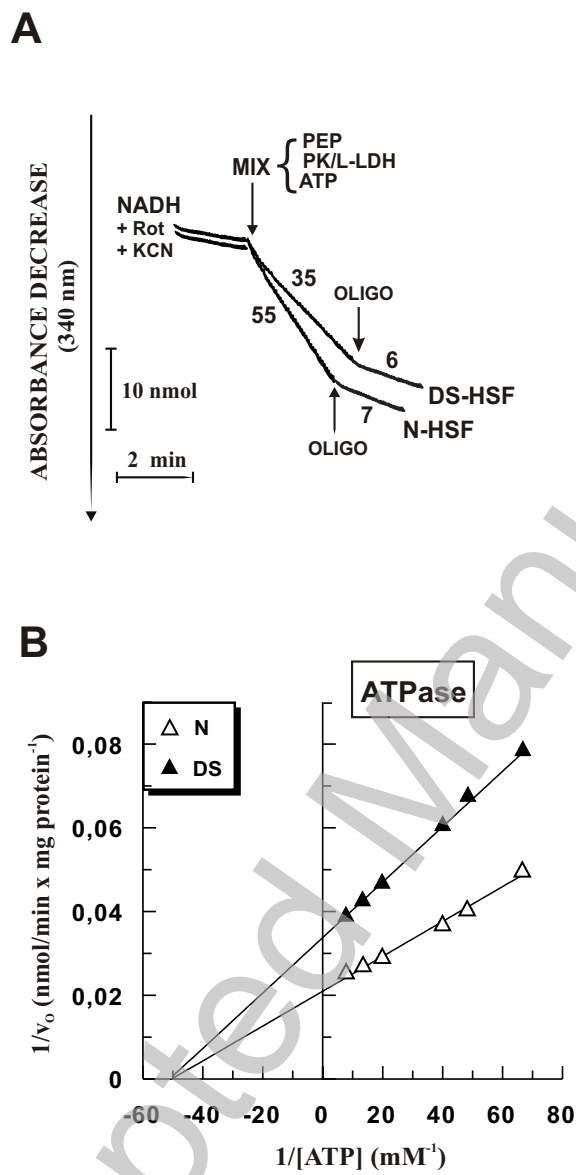 A
ABSORBANCE DECREASE
(340 nm)
MIX
PEP
PK/L-LDH
ATP
NADH
+ Rot
+ KCN
35
55
OLIGO
6
DS-HSF
7
N-HSF
OLIGO
10 nmol
2 min
B
ATPase
N
DS
1/v₀ (nmol/min x mg protein⁻¹)
0,08
0,06
0,04
0,02
0
-60 -40 -20 0 20 40 60 80
1/[ATP] (mM⁻¹)
pted Man